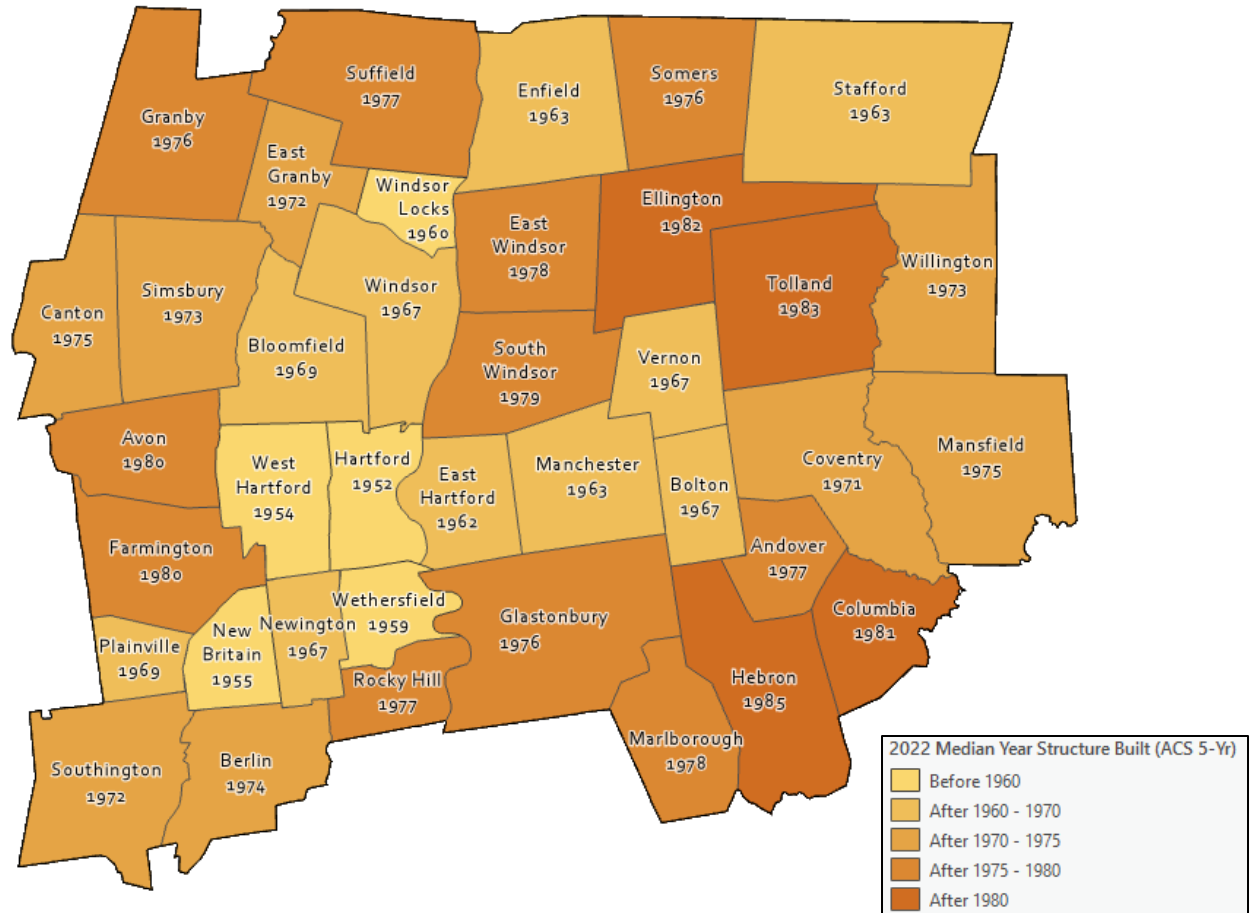 Suffield
1977
Enfield
1963
Somers
1976
Stafford
1963
Granby
1976
East
Granby
1972
Windsor
Locks
1960
Ellington
1982
East
Windsor
1978
Willington
1973
Tolland
1983
Windsor
1967
Simsbury
1973
Canton
1975
Bloomfield
1969
South
Windsor
1979
Vernon
1967
Avon
1980
West
Hartford
1954
Hartford
1952
East
Hartford
1962
Manchester
1963
Bolton
1967
Coventry
1971
Mansfield
1975
Farmington
1980
Andover
1977
Columbia
1981
Wethersfield
1959
Glastonbury
1976
Plainville
1969
New
Britain
1955
Newington
1967
Rocky Hill
1977
Hebron
1985
Marlborough
1978
Southington
1972
Berlin
1974
2022 Median Year Structure Built (ACS 5-Yr)
Before 1960
After 1960 - 1970
After 1970 - 1975
After 1975 - 1980
After 1980